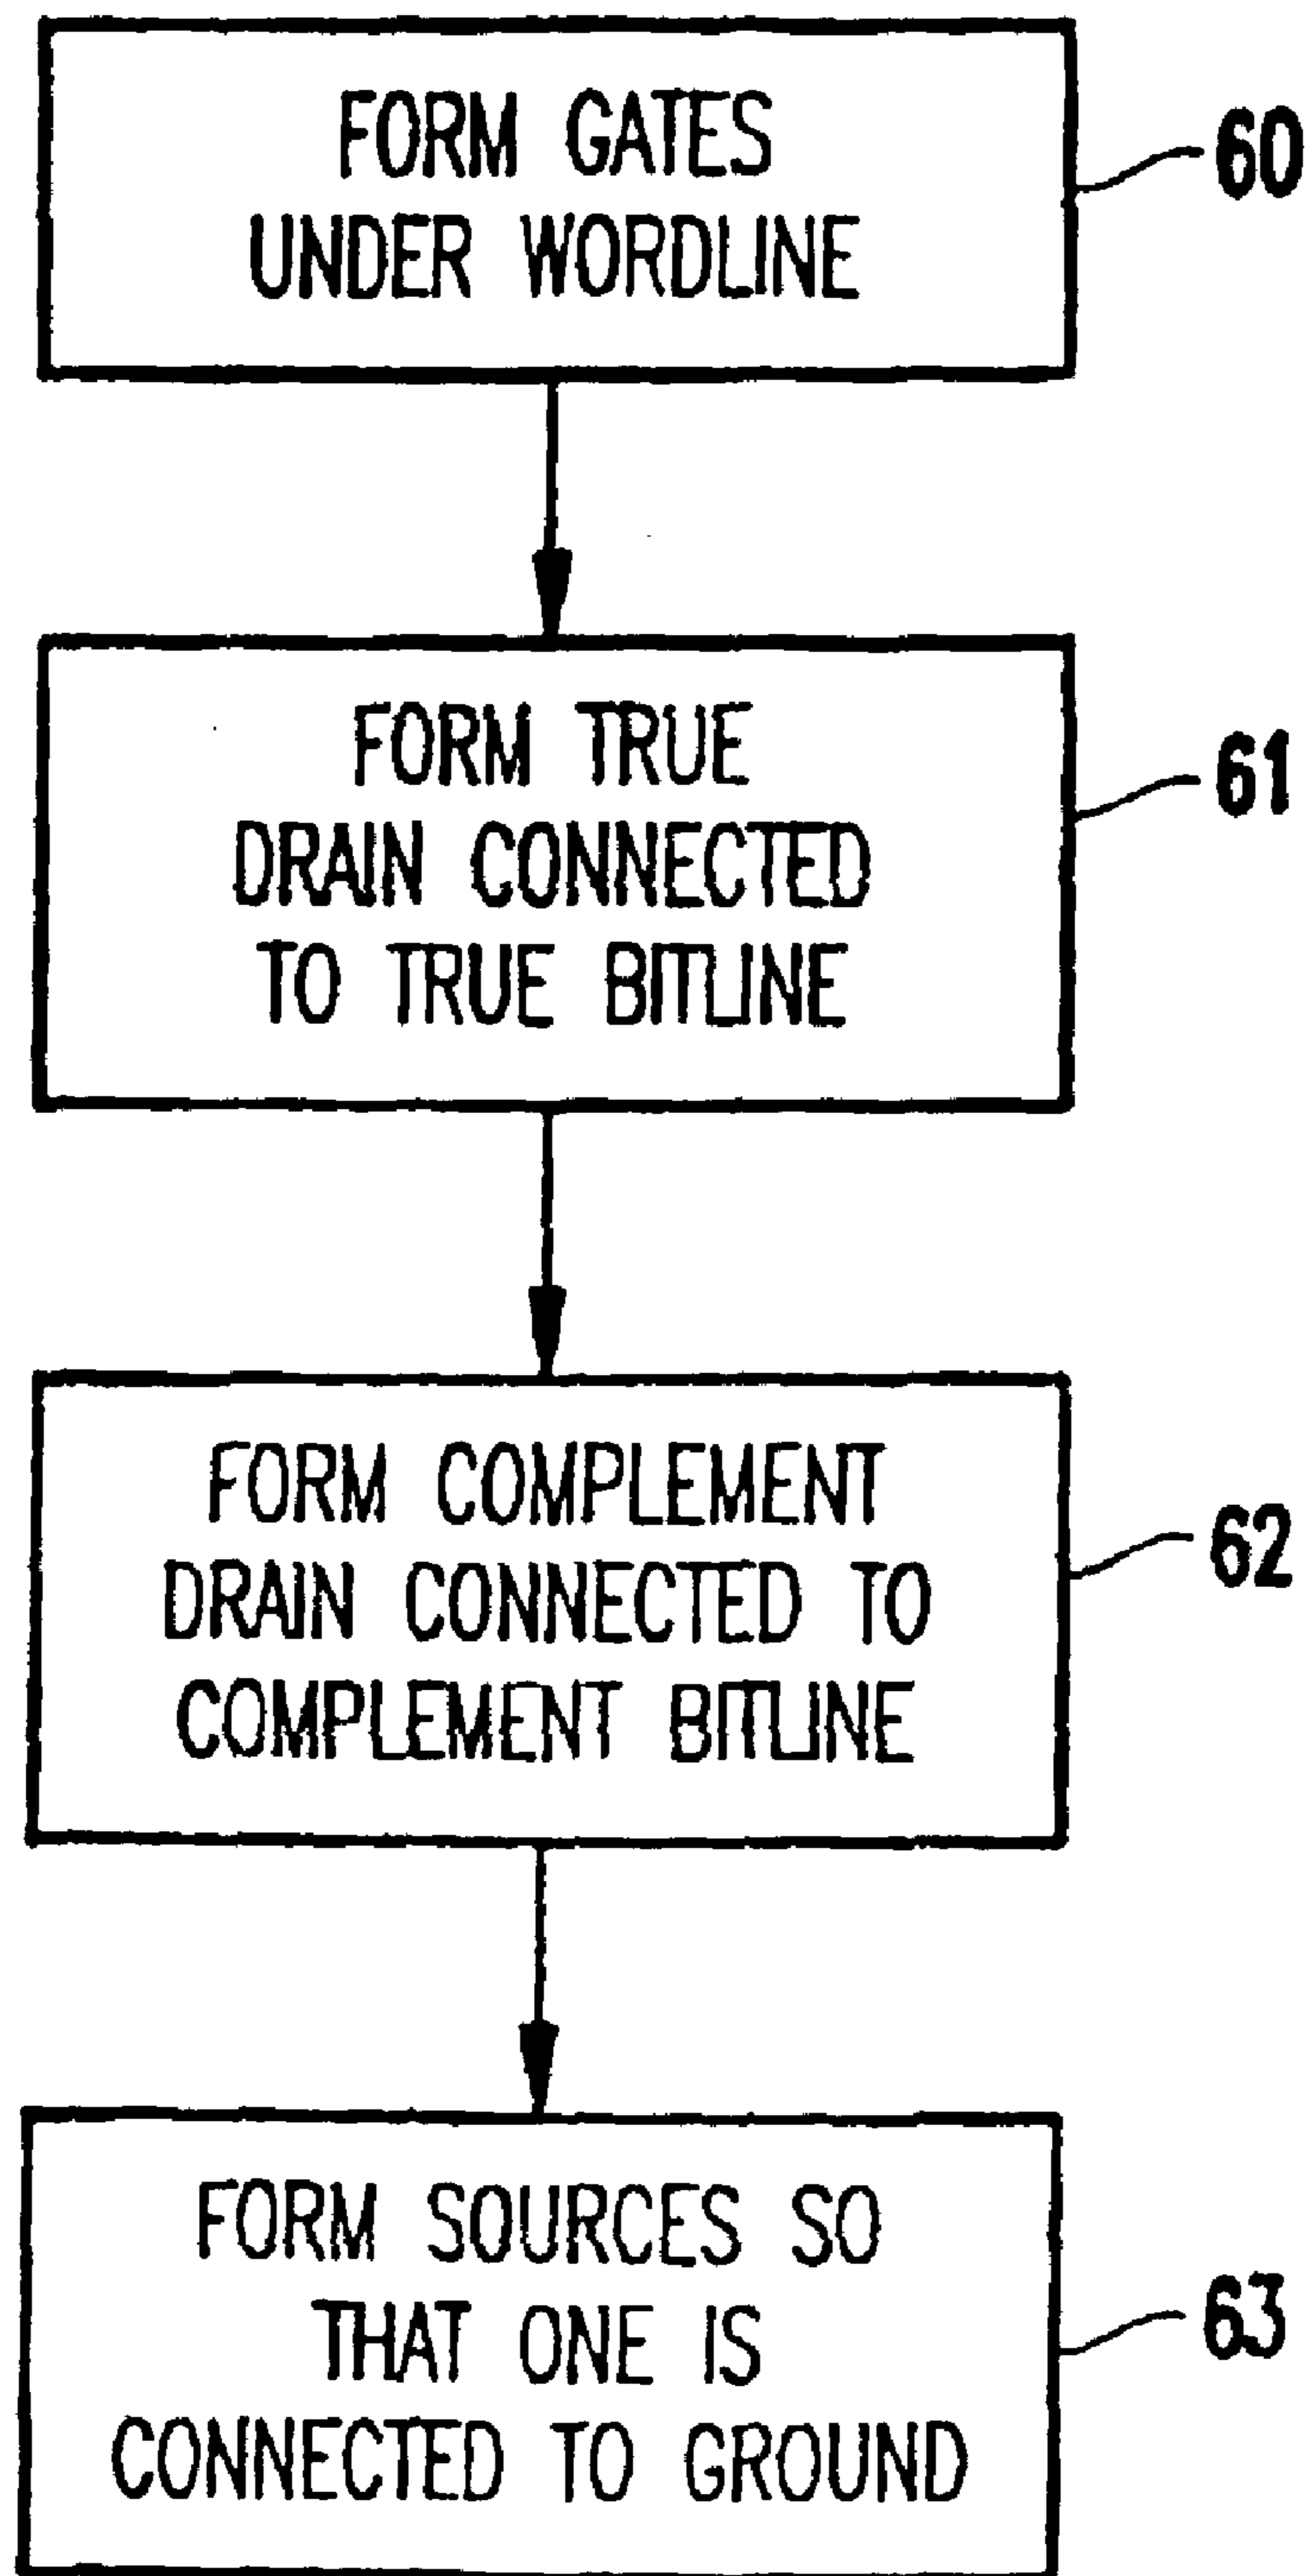 FORM GATES
UNDER WORDLINE
60
FORM TRUE
DRAIN CONNECTED
TO TRUE BITLINE
61
FORM COMPLEMENT
DRAIN CONNECTED TO
COMPLEMENT BITLINE
62
FORM SOURCES SO
THAT ONE IS
CONNECTED TO GROUND
63